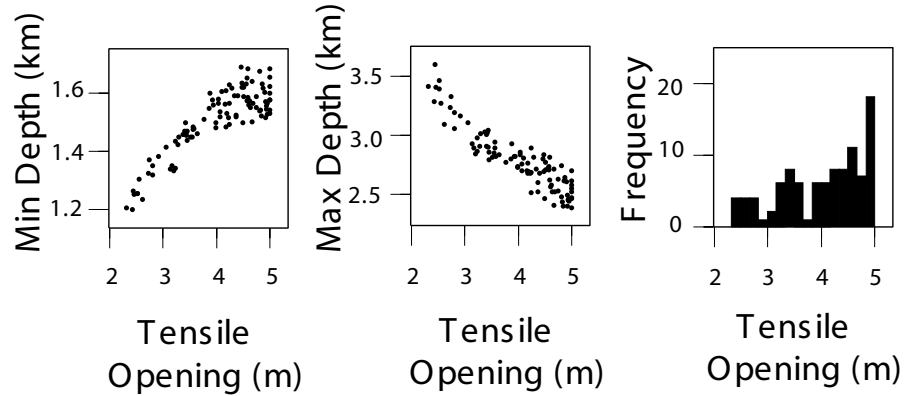 Min Depth (km)
1.6
1.4
1.2
2 3 4 5
Tensile
Opening (m)
Max Depth (km)
3.5
3.0
2.5
2 3 4 5
Tensile
Opening (m)
Frequency
20
10
0
2 3 4 5
Tensile
Opening (m)